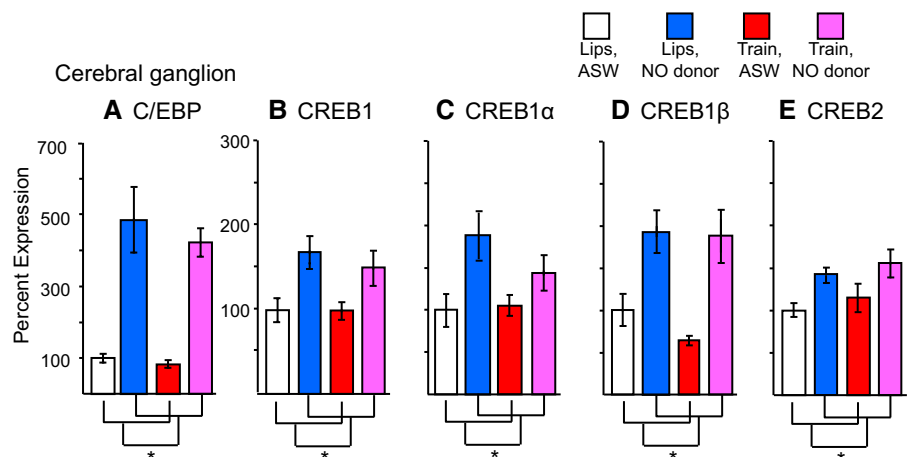 Lips, Lips, Train, Train,
ASW NO donor ASW NO donor
Cerebral ganglion
A C/EBP B CREB1 C CREB1α D CREB1β E CREB2
Percent Expression
700
500
300
100
300
200
100
* * * * *